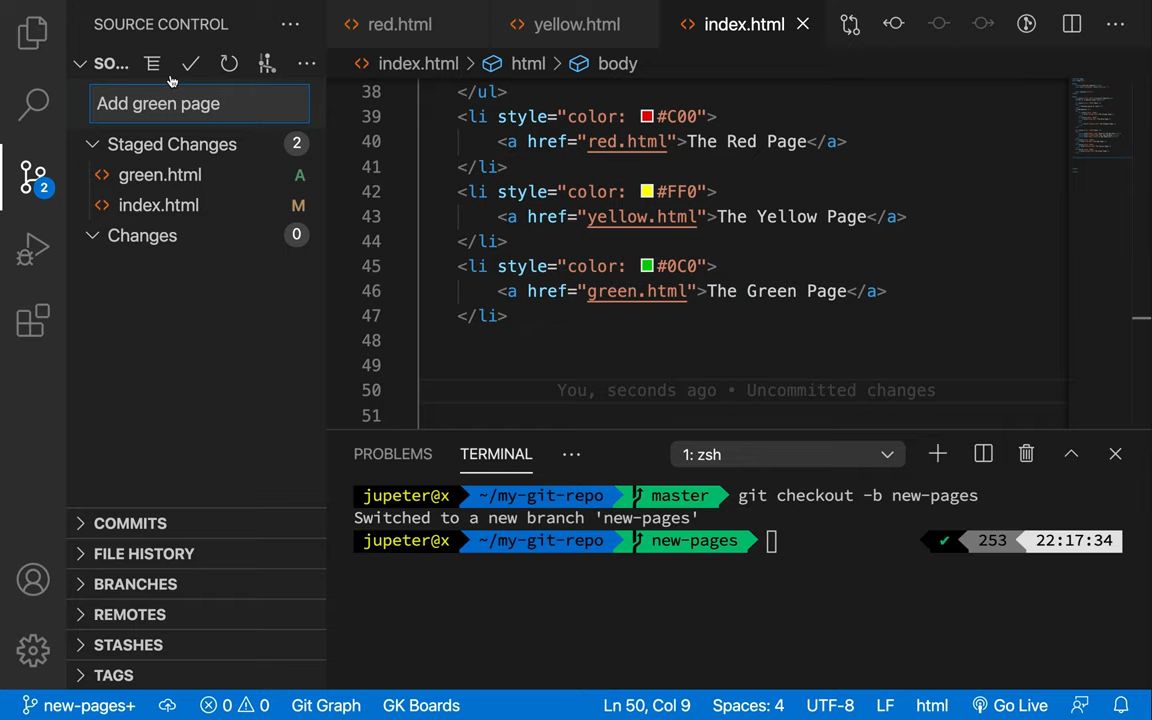 SOURCE CONTROL
SO...
Add green page
Staged Changes 2
green.html A
index.html M
Changes 0
2
COMMITS
FILE HISTORY
BRANCHES
REMOTES
STASHES
TAGS
red.html yellow.html index.html
index.html > html > body
38 </ul>
39 <li style="color: #C00">
40 <a href="red.html">The Red Page</a>
41 </li>
42 <li style="color: #FF0">
43 <a href="yellow.html">The Yellow Page</a>
44 </li>
45 <li style="color: #0C0">
46 <a href="green.html">The Green Page</a>
47 </li>
48
49
50 You, seconds ago • Uncommitted changes
51
PROBLEMS TERMINAL ... 1: zsh
jupeter@x ~/my-git-repo master git checkout -b new-pages
Switched to a new branch 'new-pages'
jupeter@x ~/my-git-repo new-pages ✔ 253 22:17:34
new-pages+ 0 0 Git Graph GK Boards Ln 50, Col 9 Spaces: 4 UTF-8 LF html Go Live